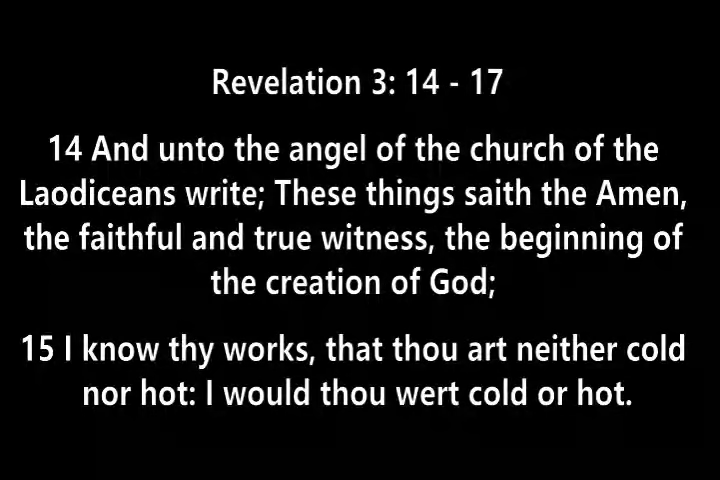 Revelation 3: 14 - 17
14 And unto the angel of the church of the
Laodiceans write; These things saith the Amen,
the faithful and true witness, the beginning of
the creation of God;
15 I know thy works, that thou art neither cold
nor hot: I would thou wert cold or hot.